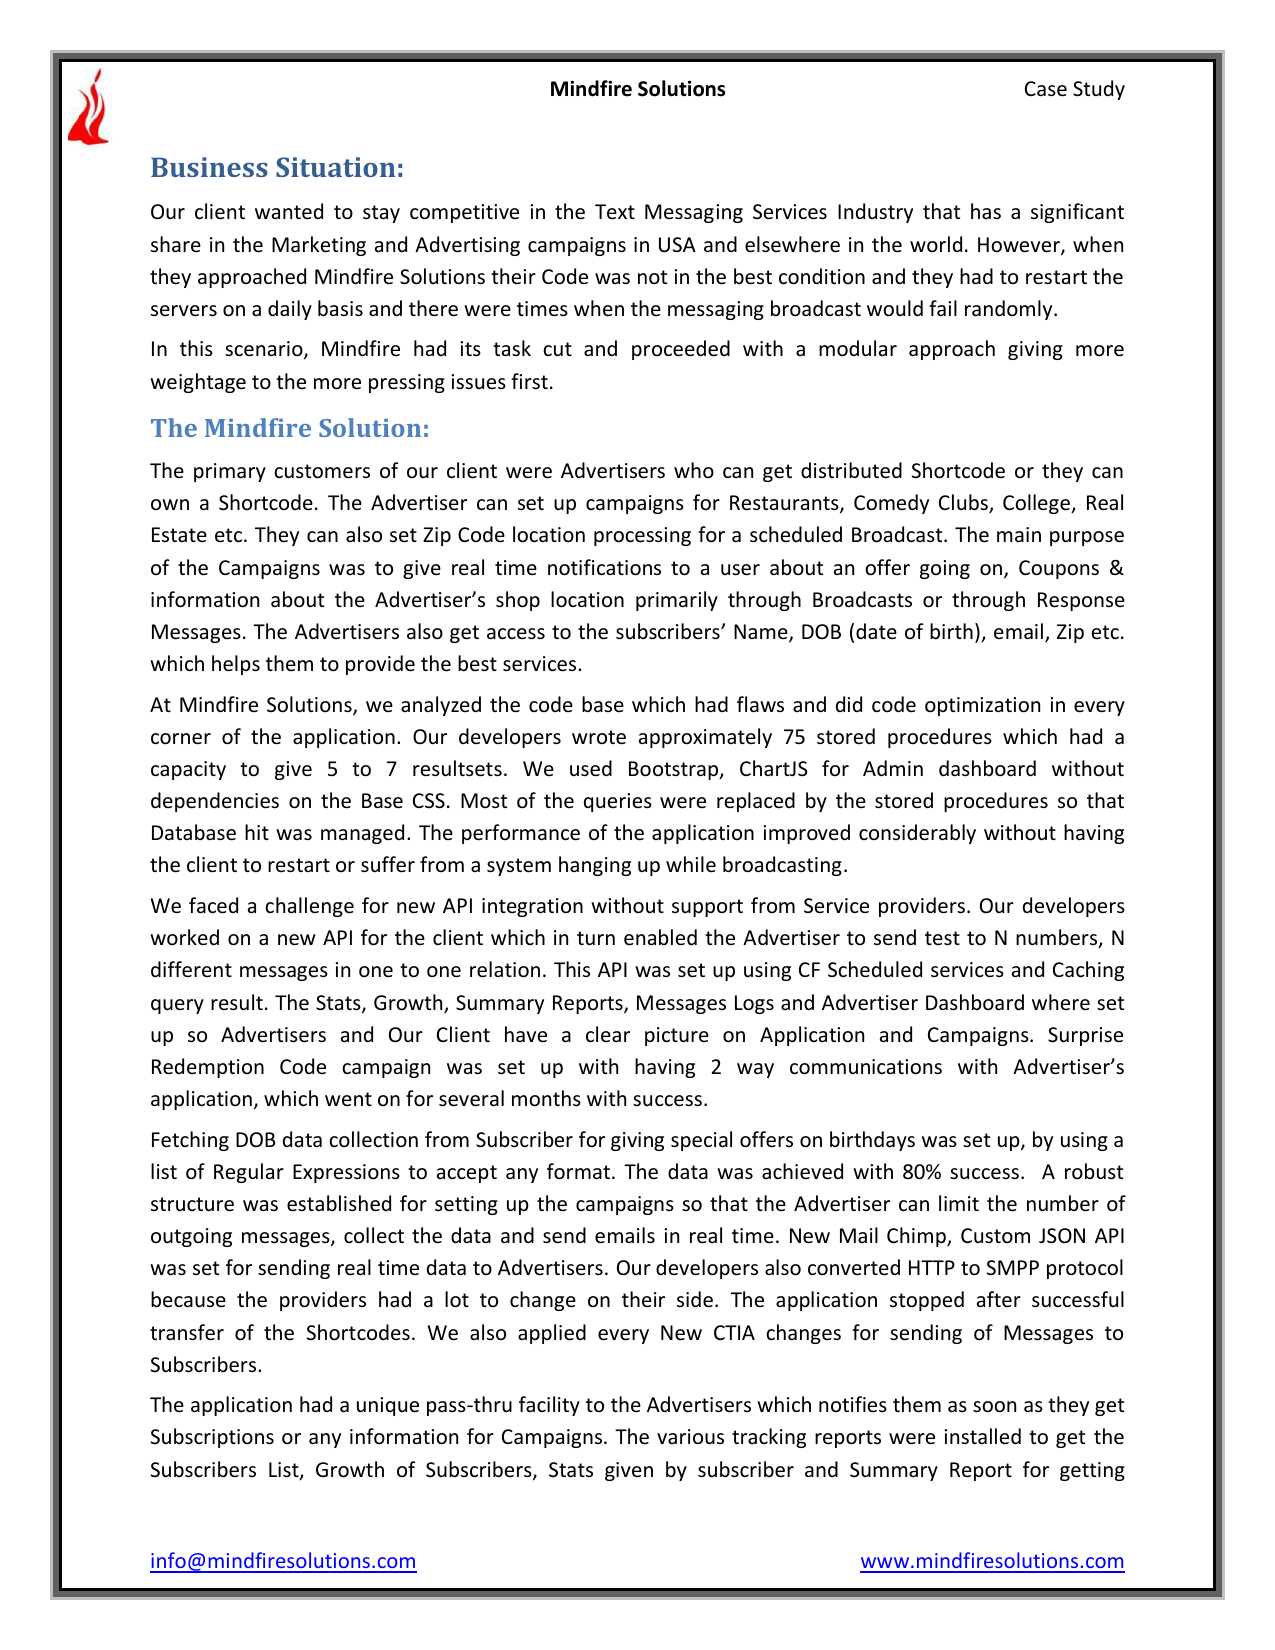 Mindfire Solutions Case Study
Business Situation:
Our client wanted to stay competitive in the Text Messaging Services Industry that has a significant
share in the Marketing and Advertising campaigns in USA and elsewhere in the world. However, when
they approached Mindfire Solutions their Code was not in the best condition and they had to restart the
servers on a daily basis and there were times when the messaging broadcast would fail randomly.
In this scenario, Mindfire had its task cut and proceeded with a modular approach giving more
weightage to the more pressing issues first.
The Mindfire Solution:
The primary customers of our client were Advertisers who can get distributed Shortcode or they can
own a Shortcode. The Advertiser can set up campaigns for Restaurants, Comedy Clubs, College, Real
Estate etc. They can also set Zip Code location processing for a scheduled Broadcast. The main purpose
of the Campaigns was to give real time notifications to a user about an offer going on, Coupons &
information about the Advertiser’s shop location primarily through Broadcasts or through Response
Messages. The Advertisers also get access to the subscribers’ Name, DOB (date of birth), email, Zip etc.
which helps them to provide the best services.
At Mindfire Solutions, we analyzed the code base which had flaws and did code optimization in every
corner of the application. Our developers wrote approximately 75 stored procedures which had a
capacity to give 5 to 7 resultsets. We used Bootstrap, ChartJS for Admin dashboard without
dependencies on the Base CSS. Most of the queries were replaced by the stored procedures so that
Database hit was managed. The performance of the application improved considerably without having
the client to restart or suffer from a system hanging up while broadcasting.
We faced a challenge for new API integration without support from Service providers. Our developers
worked on a new API for the client which in turn enabled the Advertiser to send test to N numbers, N
different messages in one to one relation. This API was set up using CF Scheduled services and Caching
query result. The Stats, Growth, Summary Reports, Messages Logs and Advertiser Dashboard where set
up so Advertisers and Our Client have a clear picture on Application and Campaigns. Surprise
Redemption Code campaign was set up with having 2 way communications with Advertiser’s
application, which went on for several months with success.
Fetching DOB data collection from Subscriber for giving special offers on birthdays was set up, by using a
list of Regular Expressions to accept any format. The data was achieved with 80% success.  A robust
structure was established for setting up the campaigns so that the Advertiser can limit the number of
outgoing messages, collect the data and send emails in real time. New Mail Chimp, Custom JSON API
was set for sending real time data to Advertisers. Our developers also converted HTTP to SMPP protocol
because the providers had a lot to change on their side. The application stopped after successful
transfer of the Shortcodes. We also applied every New CTIA changes for sending of Messages to
Subscribers.
The application had a unique pass-thru facility to the Advertisers which notifies them as soon as they get
Subscriptions or any information for Campaigns. The various tracking reports were installed to get the
Subscribers List, Growth of Subscribers, Stats given by subscriber and Summary Report for getting
info@mindfiresolutions.com www.mindfiresolutions.com